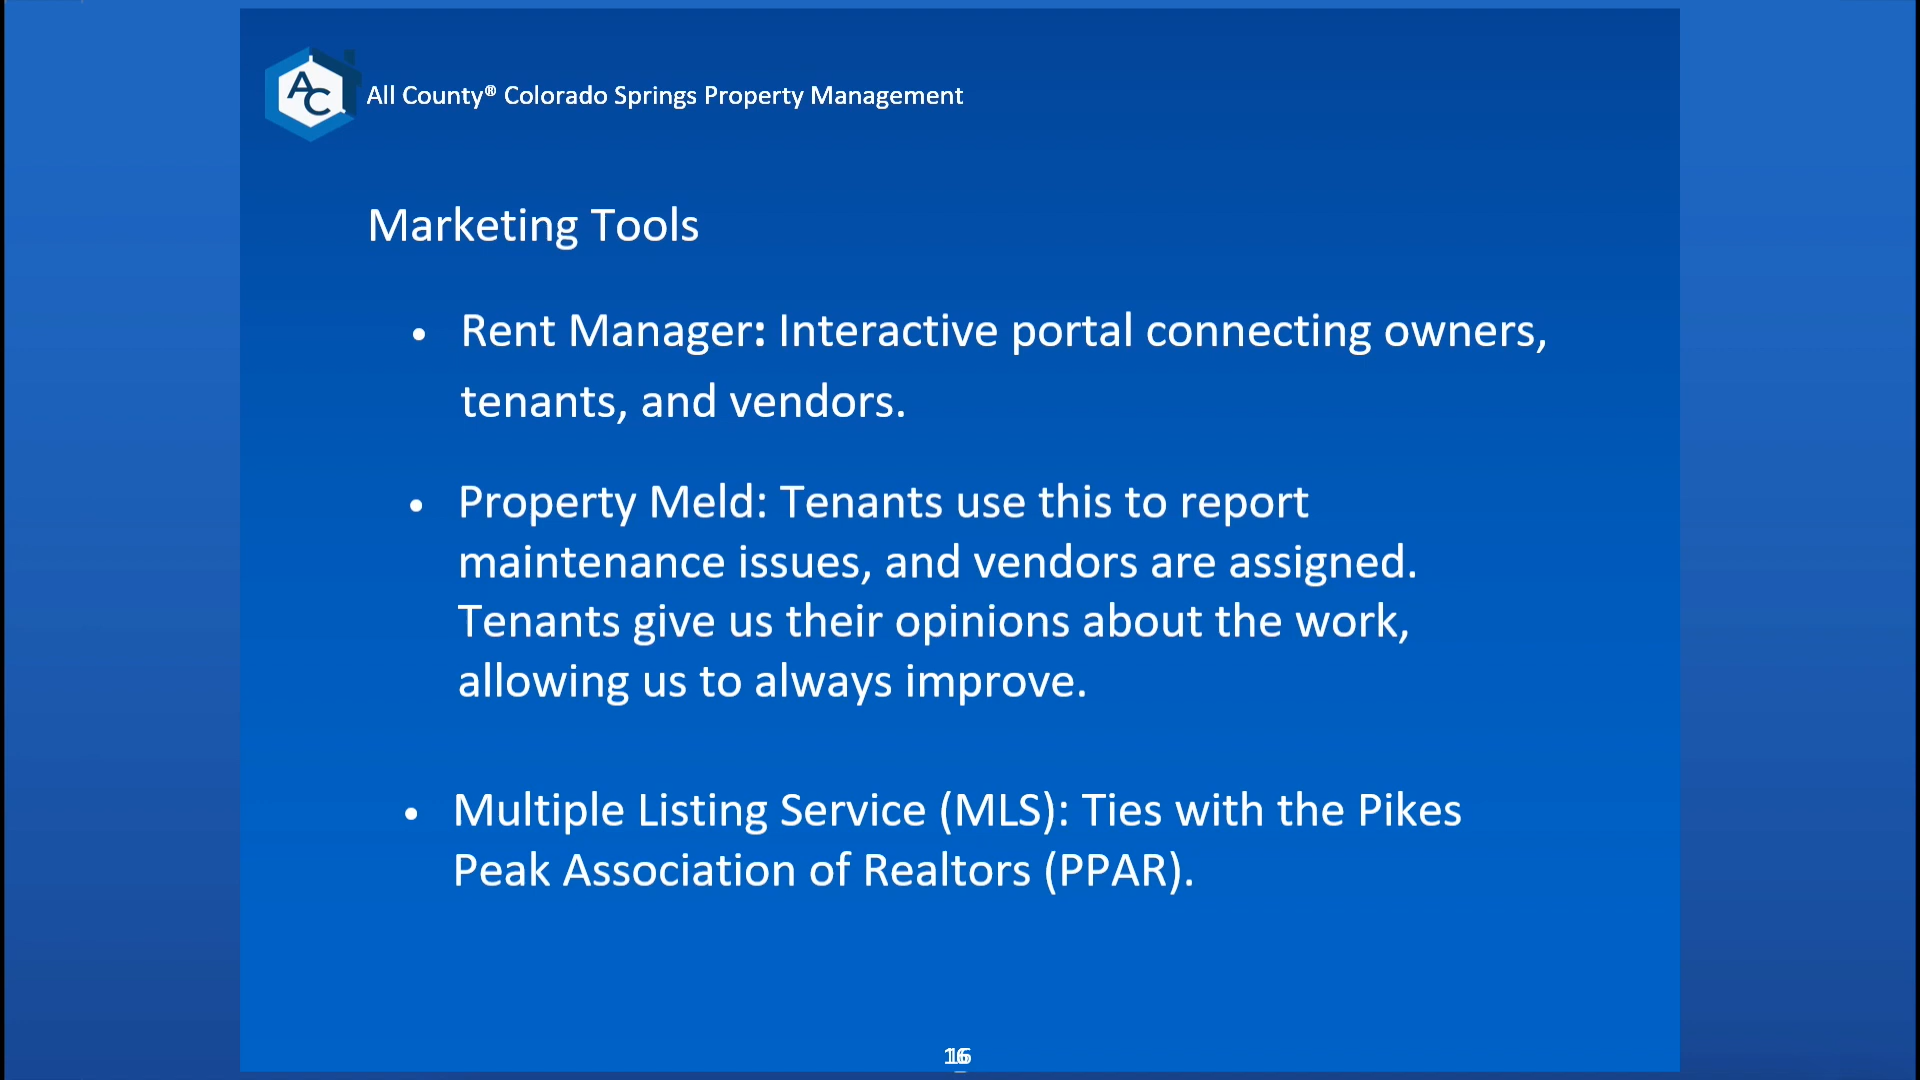 AC
All County® Colorado Springs Property Management
Marketing Tools
• Rent Manager: Interactive portal connecting owners,
tenants, and vendors.
• Property Meld: Tenants use this to report
maintenance issues, and vendors are assigned.
Tenants give us their opinions about the work,
allowing us to always improve.
• Multiple Listing Service (MLS): Ties with the Pikes
Peak Association of Realtors (PPAR).
16